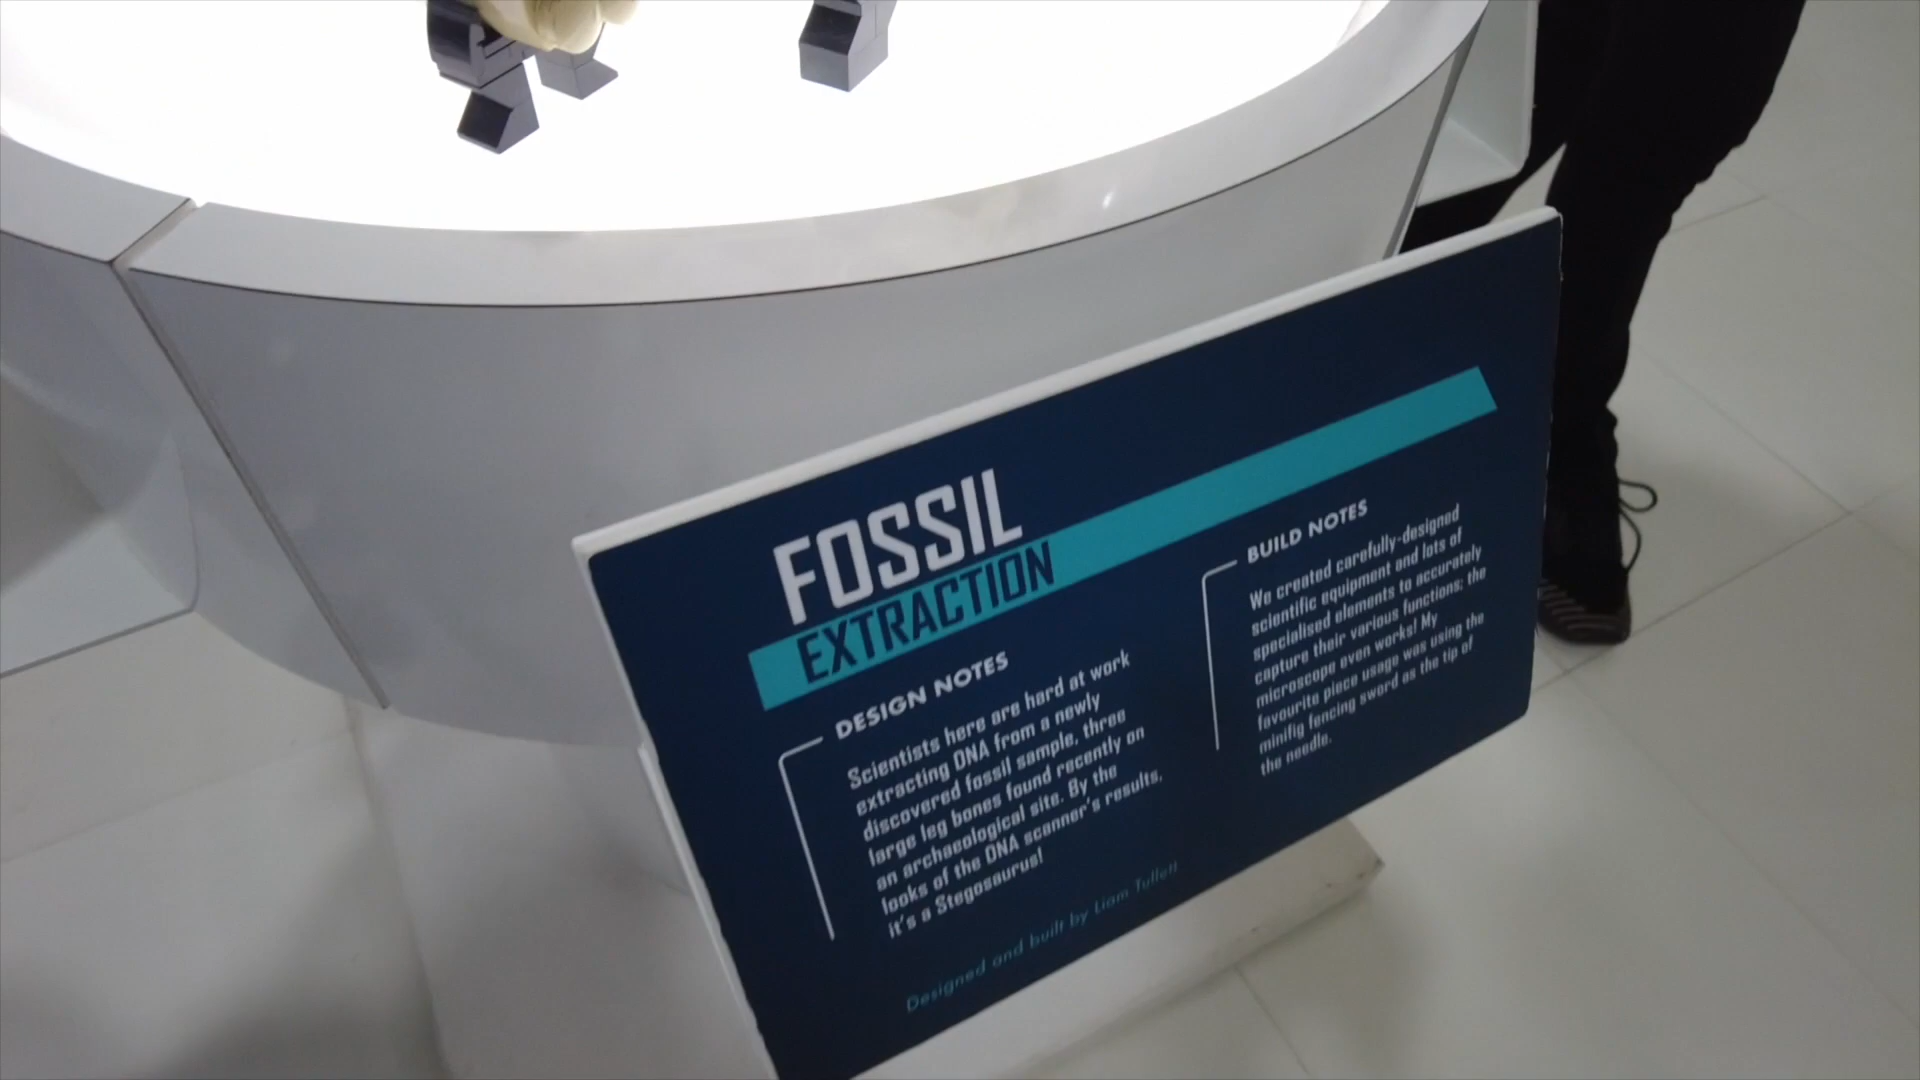 FOSSIL
EXTRACTION
DESIGN NOTES
Scientists here are hard at work
extracting DNA from a newly
discovered fossil sample, three
large leg bones found recently on
an archaeological site. By the
looks of the DNA scanner's results,
it's a Stegosaurus!
Designed and built by Liam Tullett
BUILD NOTES
We created carefully-designed
scientific equipment and lots of
specialised elements to accurately
capture their various functions; the
microscope even works! My
favourite piece usage was using the
minifig fencing sword as the tip of
the needle.